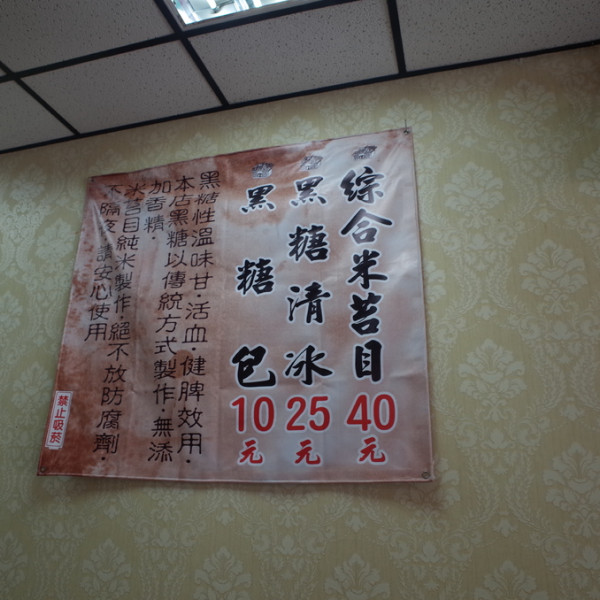 綜合米苔目40元
黑糖清冰25元
黑糖包10元
黑糖性溫味甘·活血·健脾效用·
本店黑糖以傳統方式製作·無添
加香精·
米苔目純米製作·絕不放防腐劑·
不隔夜·請安心使用
禁止吸菸